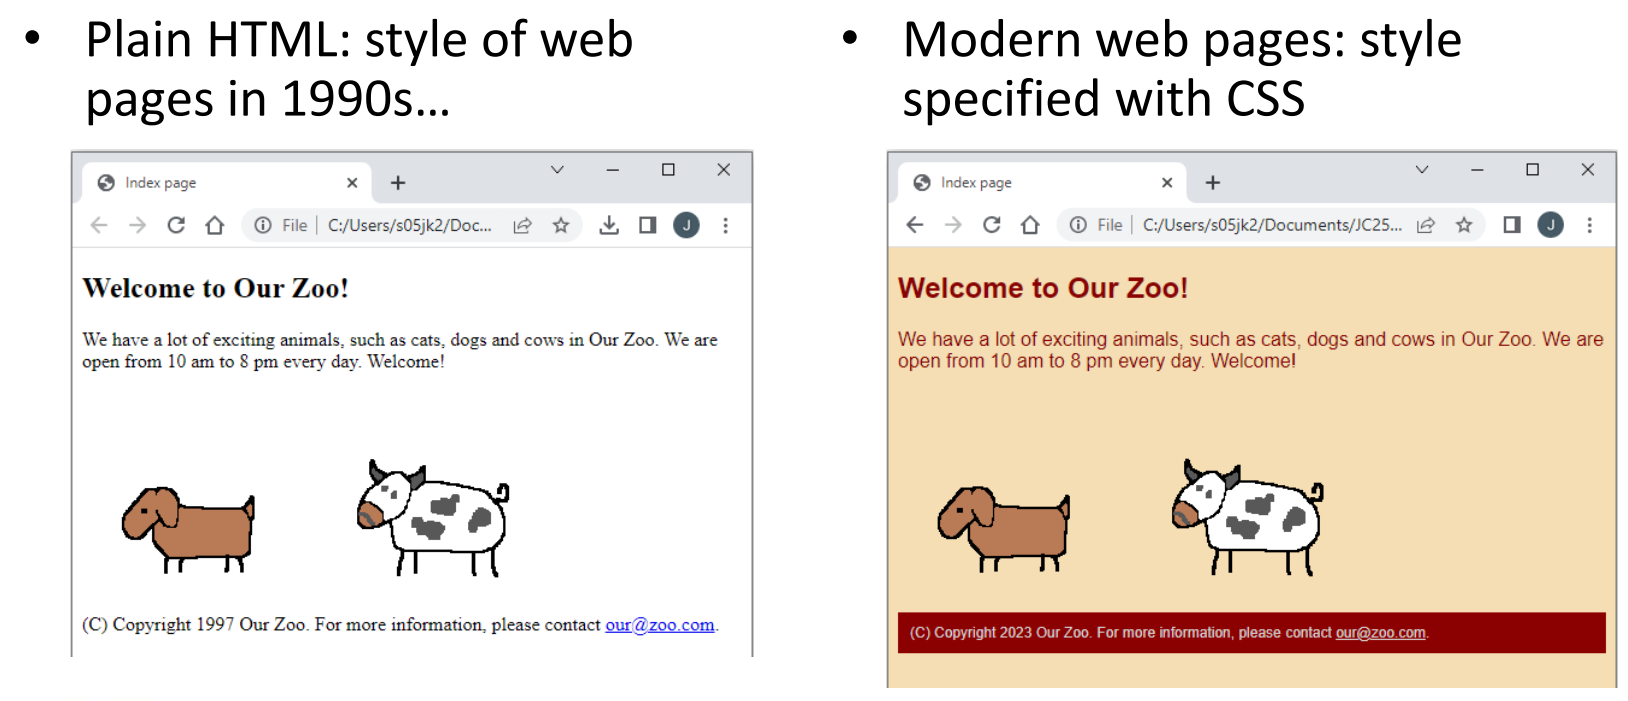 • Plain HTML: style of web
pages in 1990s...
Index page
File
C:/Users/s05jk2/Doc...
J
Welcome to Our Zoo!
We have a lot of exciting animals, such as cats, dogs and cows in Our Zoo. We are
open from 10 am to 8 pm every day. Welcome!
(C) Copyright 1997 Our Zoo. For more information, please contact our@zoo.com.
• Modern web pages: style
specified with CSS
Index page
File
C:/Users/s05jk2/Documents/JC25...
J
Welcome to Our Zoo!
We have a lot of exciting animals, such as cats, dogs and cows in Our Zoo. We are
open from 10 am to 8 pm every day. Welcome!
(C) Copyright 2023 Our Zoo. For more information, please contact our@zoo.com.